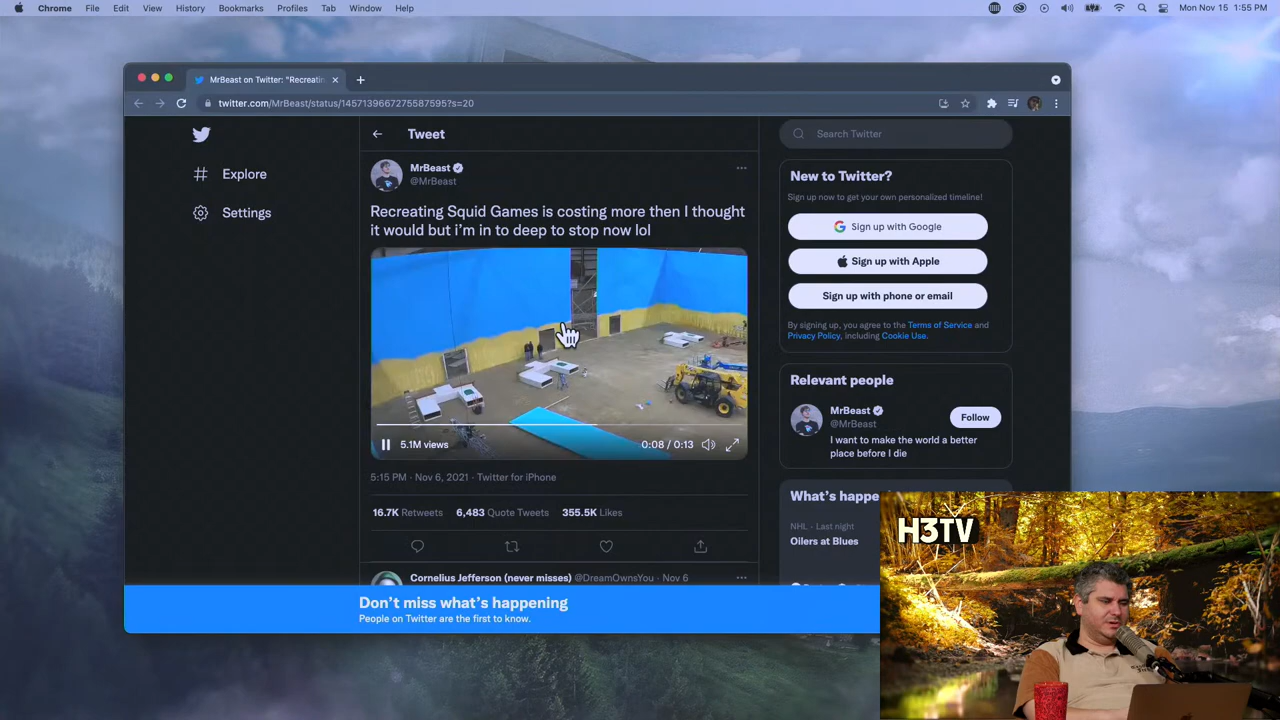 Chrome File Edit View History Bookmarks Profiles Tab Window Help
Mon Nov 15 1:55 PM
MrBeast on Twitter: "Recreatin
twitter.com/MrBeast/status/1457139667275587595?s=20
Explore
Settings
Tweet
MrBeast
@MrBeast
Recreating Squid Games is costing more then I thought
it would but i'm in to deep to stop now lol
5.1M views
0:08 / 0:13
5:15 PM · Nov 6, 2021 · Twitter for iPhone
16.7K Retweets 6,483 Quote Tweets 355.5K Likes
Cornelius Jefferson (never misses) @DreamOwnsYou · Nov 6
Search Twitter
New to Twitter?
Sign up now to get your own personalized timeline!
Sign up with Google
Sign up with Apple
Sign up with phone or email
By signing up, you agree to the Terms of Service and
Privacy Policy, including Cookie Use.
Relevant people
MrBeast
@MrBeast
Follow
I want to make the world a better
place before I die
What's happe
NHL · Last night
Oilers at Blues
Don't miss what's happening
People on Twitter are the first to know.
H3TV